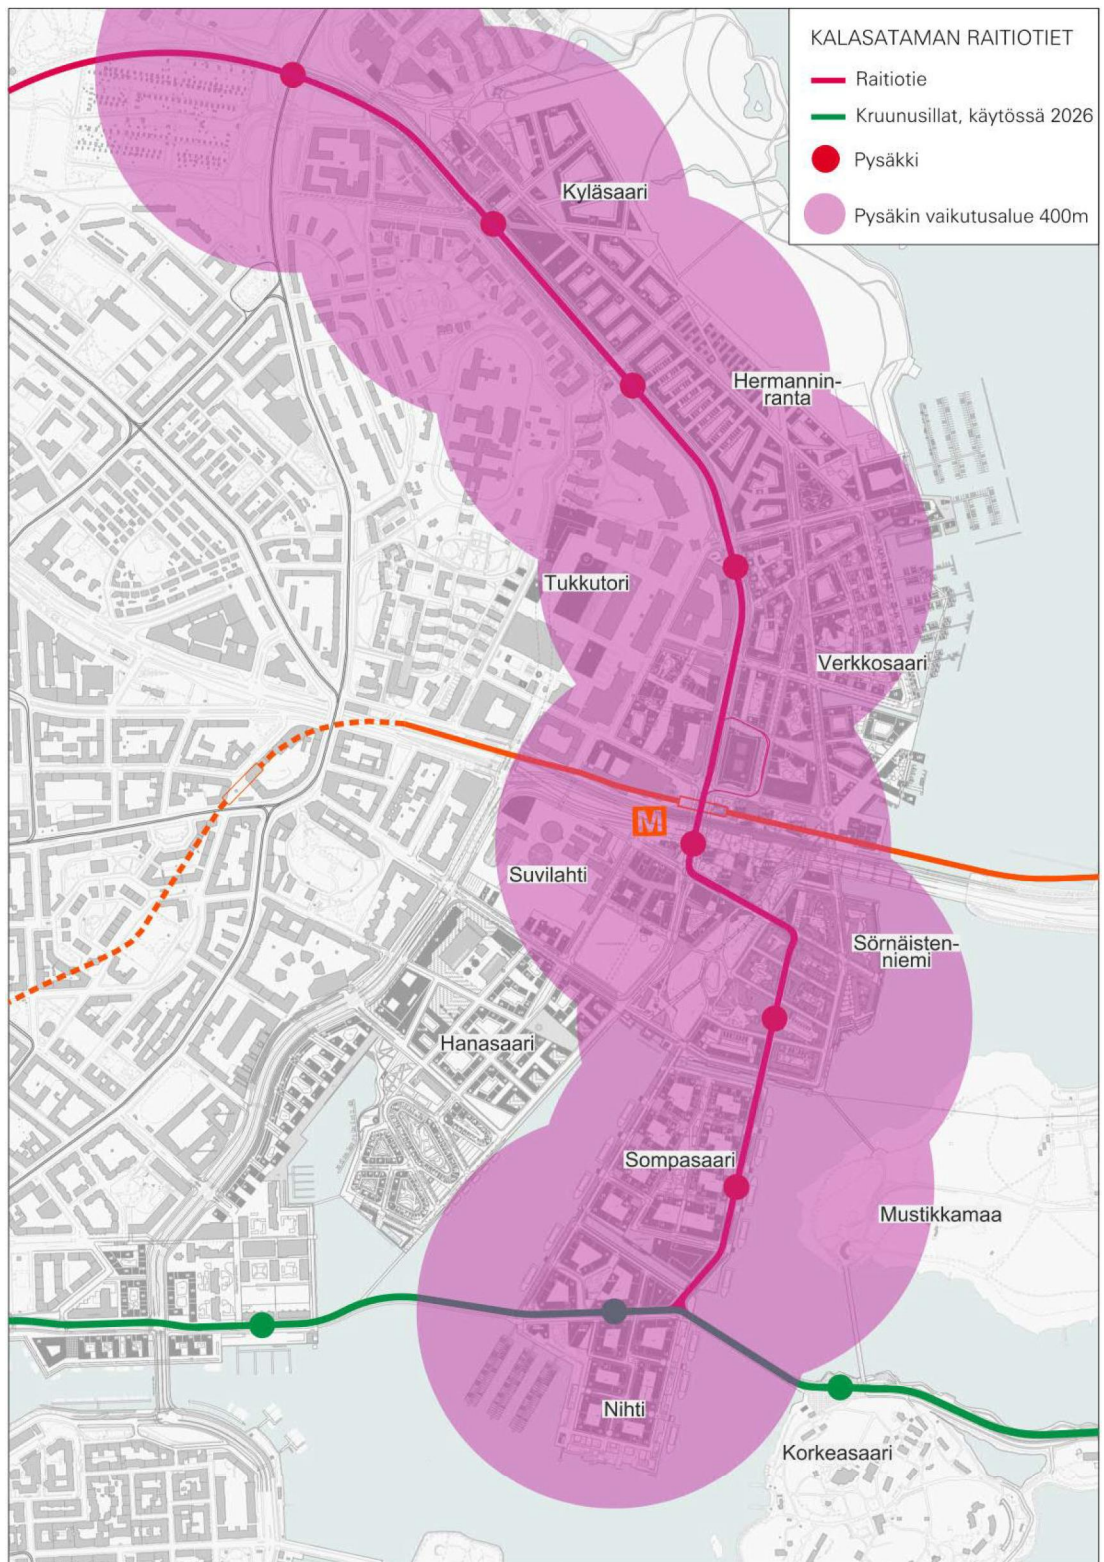 KALASATAMAN RAITIOTIET
Raitiotie
Kruunusillat, käytössä 2026
Pysäkki
Pysäkin vaikutusalue 400m
Kyläsaari
Hermannin-
ranta
Tukkutori
Verkkosaari
M
Suvilahti
Sörnäisten-
niemi
Hanasaari
Sompasaari
Mustikkamaa
Nihti
Korkeasaari